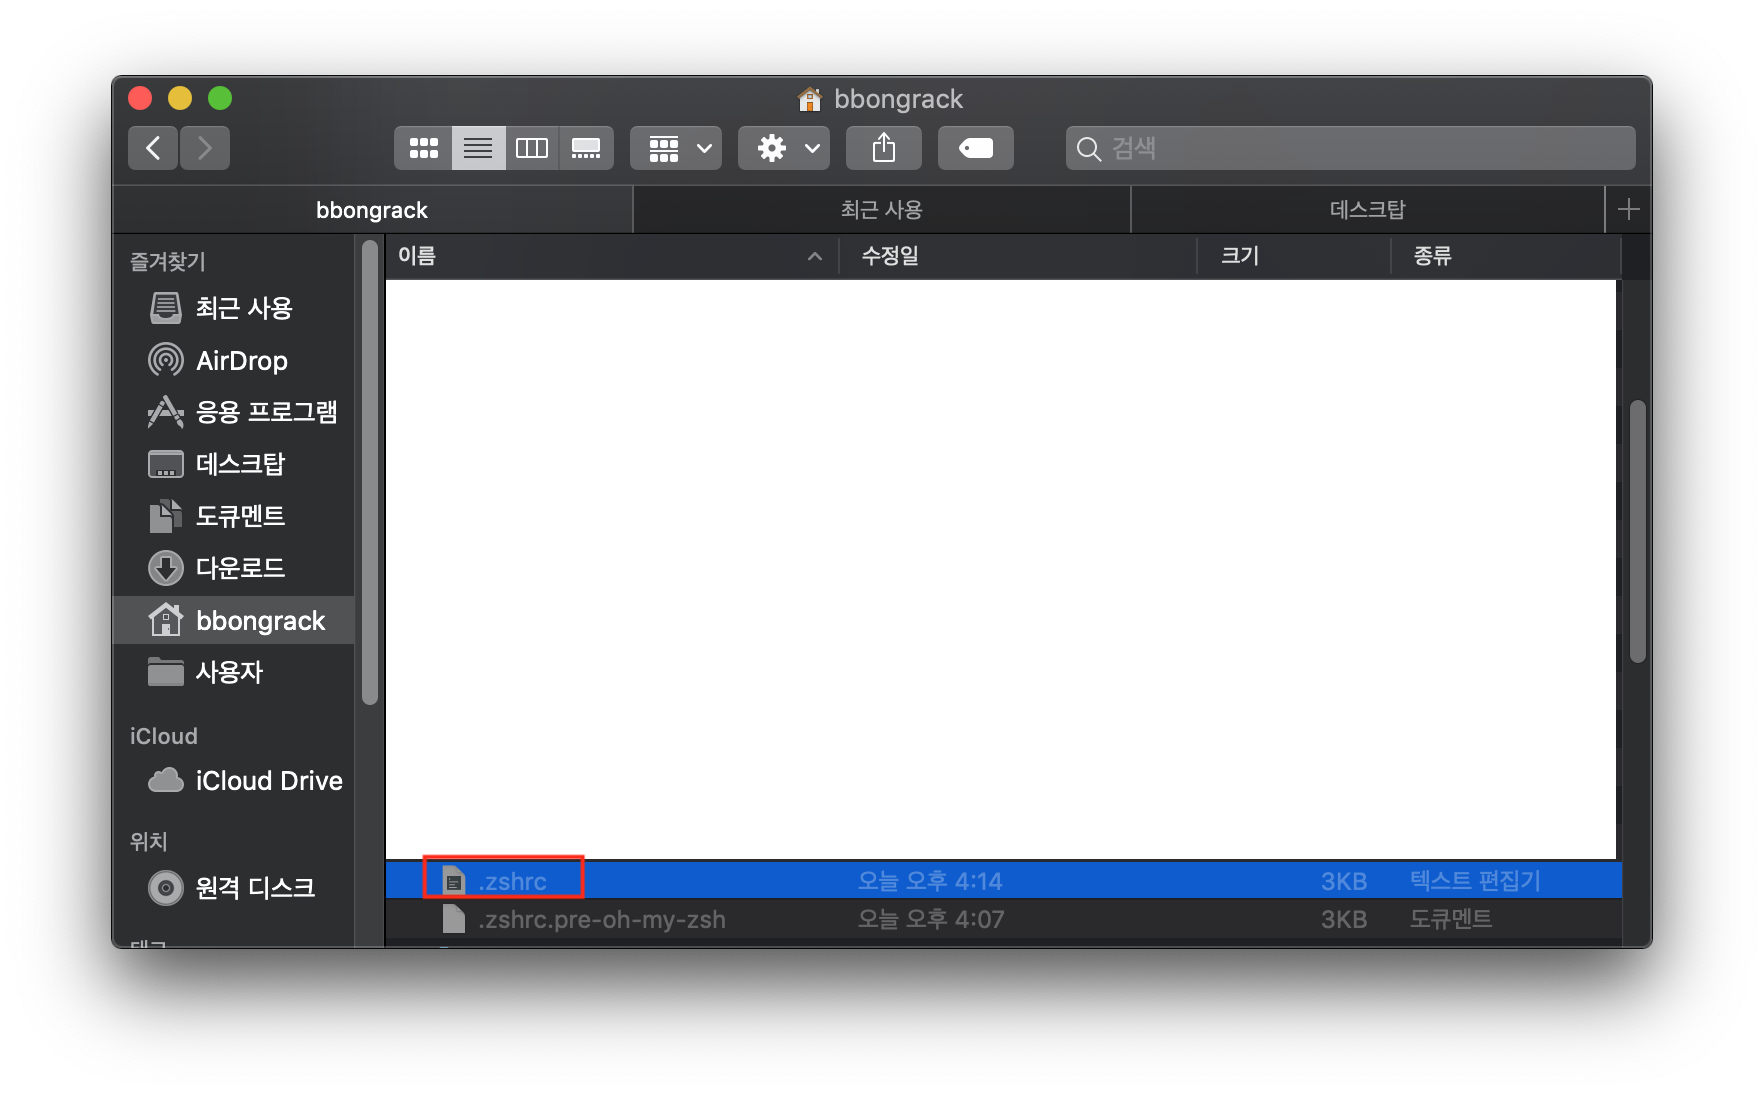 bbongrack
검색
bbongrack 최근 사용 데스크탑
즐겨찾기
최근 사용
AirDrop
응용 프로그램
데스크탑
도큐멘트
다운로드
bbongrack
사용자
iCloud
iCloud Drive
위치
원격 디스크
태그
이름 수정일 크기 종류
.zshrc 오늘 오후 4:14 3KB 텍스트 편집기
.zshrc.pre-oh-my-zsh 오늘 오후 4:07 3KB 도큐멘트